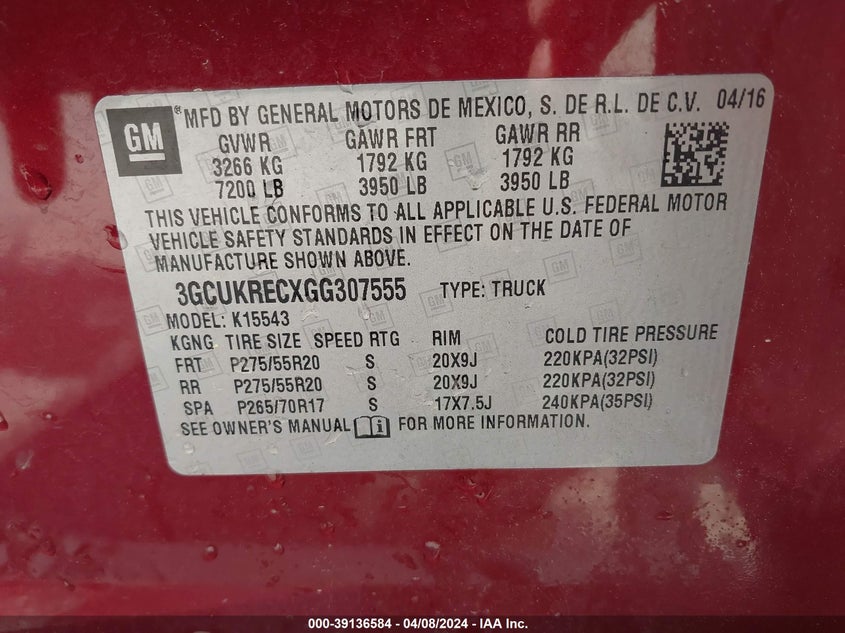 GM ® MFD BY GENERAL MOTORS DE MEXICO, S. DE R.L. DE C.V. 04/16
GVWR GAWR FRT GAWR RR
3266 KG 1792 KG 1792 KG
7200 LB 3950 LB 3950 LB
THIS VEHICLE CONFORMS TO ALL APPLICABLE U.S. FEDERAL MOTOR
VEHICLE SAFETY STANDARDS IN EFFECT ON THE DATE OF
MANUFACTURE SHOWN ABOVE.
3GCUKRECXGG307555 TYPE: TRUCK
MODEL: K15543
KGNG TIRE SIZE SPEED RTG RIM COLD TIRE PRESSURE
FRT P275/55R20 S 20X9J 220KPA(32PSI)
RR P275/55R20 S 20X9J 220KPA(32PSI)
SPA P265/70R17 S 17X7.5J 240KPA(35PSI)
SEE OWNER'S MANUAL FOR MORE INFORMATION.
000-39136584 / 04/08/2024 - IAA, Inc.